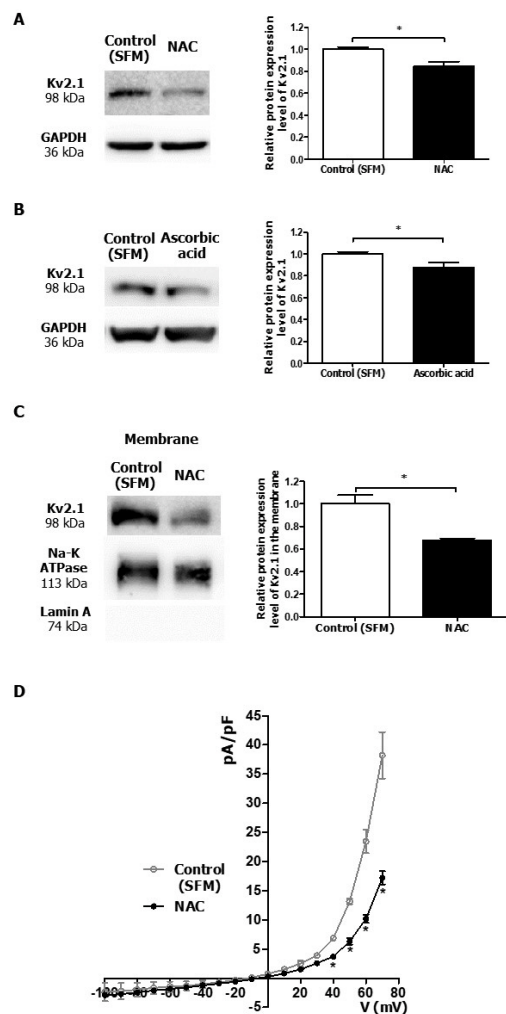 A
Control (SFM)
NAC
Kv2.1
98 kDa
GAPDH
36 kDa
Relative protein expression
level of Kv2.1
1.2
1.0
0.8
0.6
0.4
0.2
0.0
*
Control (SFM)
NAC
B
Control (SFM)
Ascorbic acid
Kv2.1
98 kDa
GAPDH
36 kDa
Relative protein expression
level of Kv2.1
1.2
1.0
0.8
0.6
0.4
0.2
0.0
*
Control (SFM)
Ascorbic acid
C
Membrane
Control (SFM)
NAC
Kv2.1
98 kDa
Na-K
ATPase
113 kDa
Lamin A
74 kDa
Relative protein expression
level of Kv2.1 in the membrane
1.2
1.0
0.8
0.6
0.4
0.2
0.0
*
Control (SFM)
NAC
D
pA/pF
45
40
35
30
25
20
15
10
5
-5
Control
(SFM)
NAC
* * * *
-100 -80 -60 -40 -20 0 20 40 60 80
V (mV)